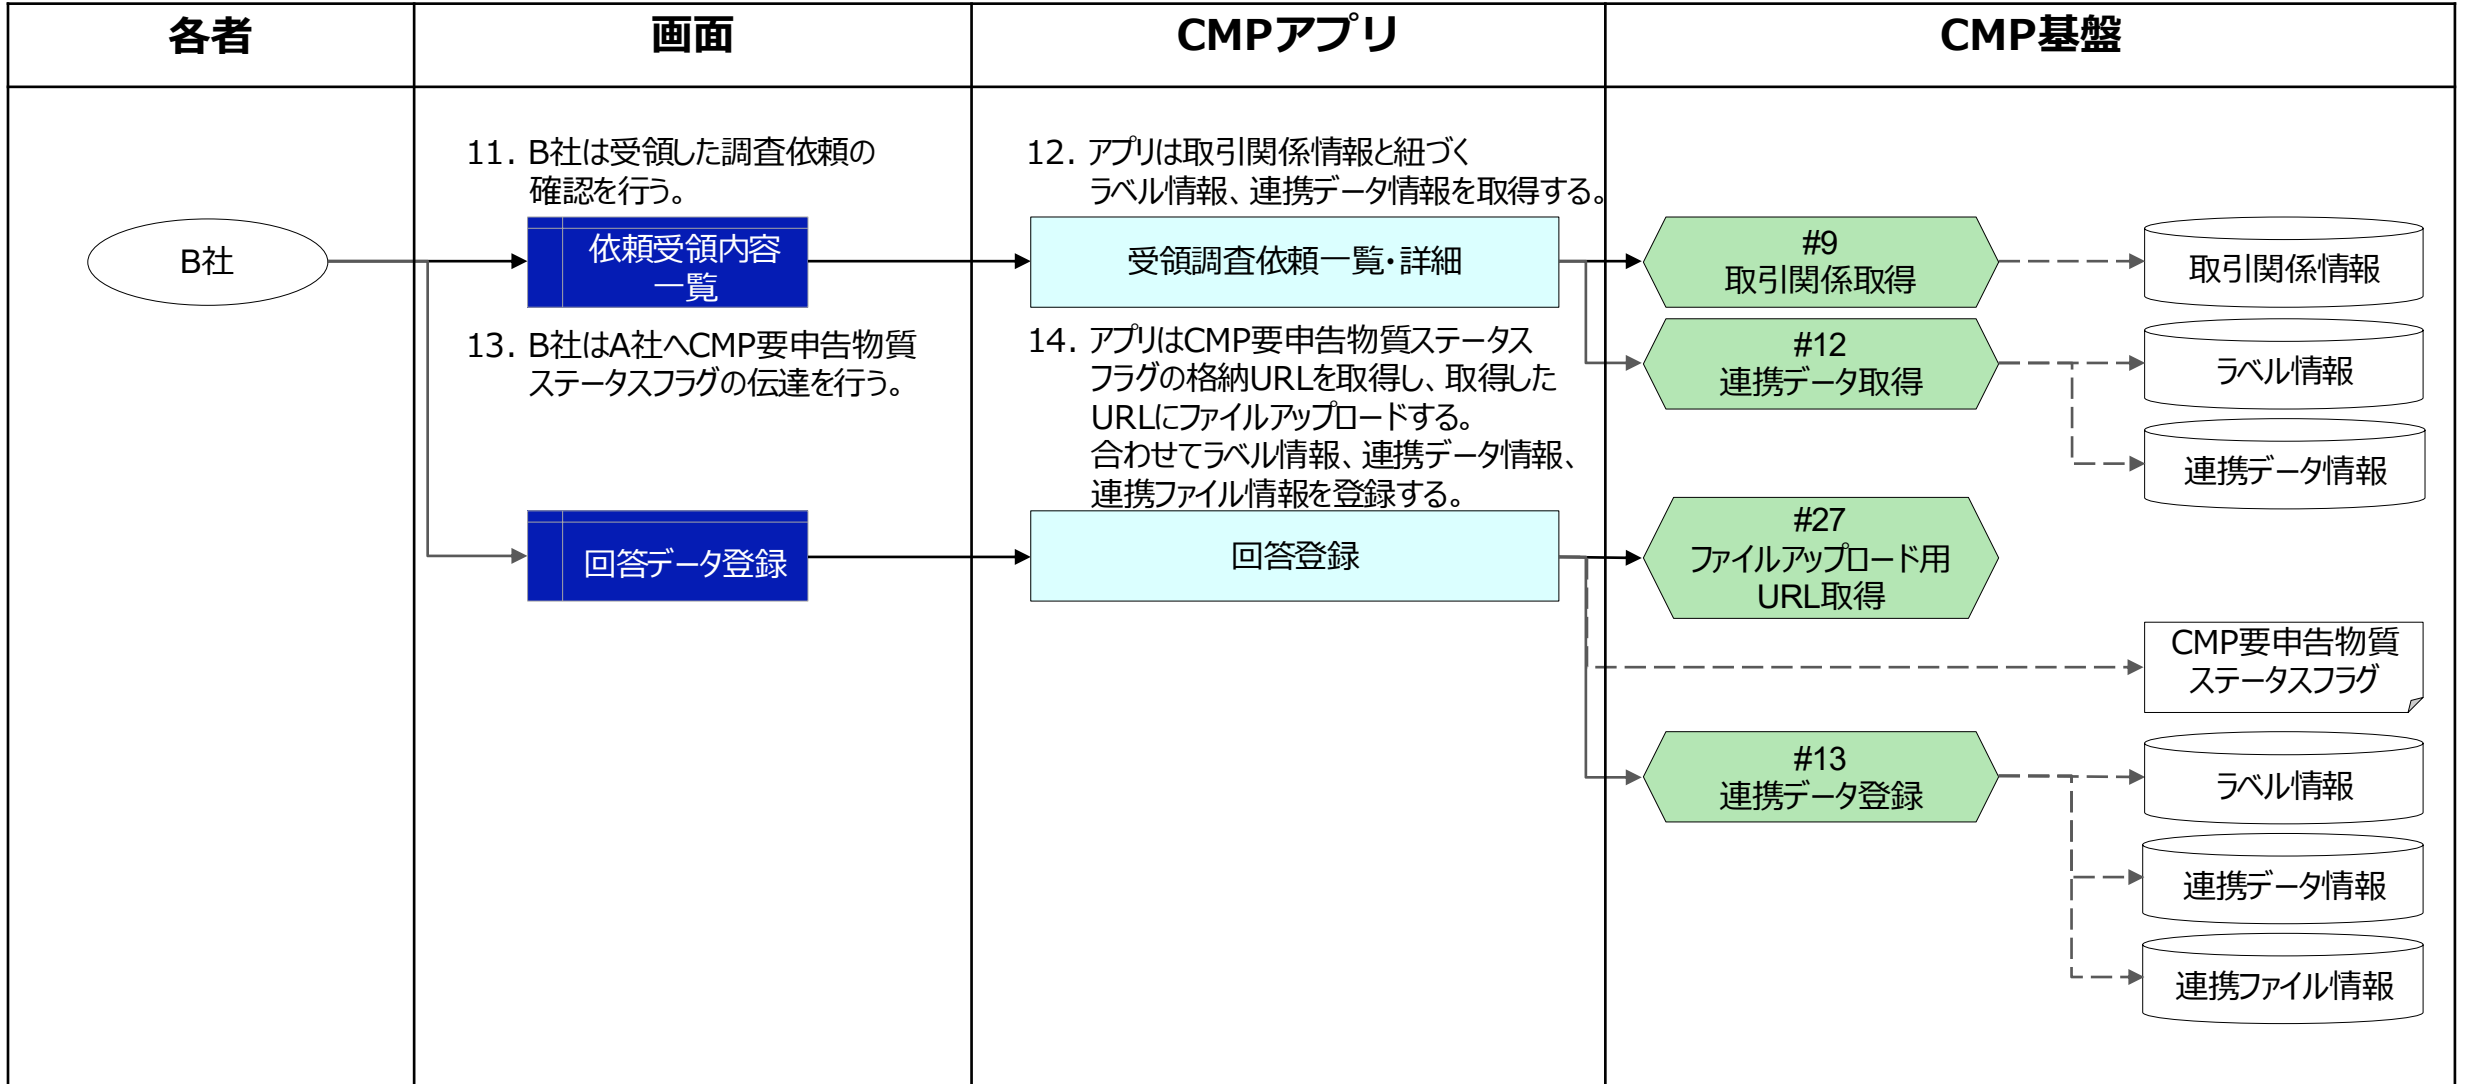 各者
画面
CMPアプリ
CMP基盤
11. B社は受領した調査依頼の
確認を行う。
12. アプリは取引関係情報と紐づく
ラベル情報、連携データ情報を取得する。
B社
依頼受領内容
一覧
受領調査依頼一覧・詳細
#9
取引関係取得
取引関係情報
13. B社はA社へCMP要申告物質
ステータスフラグの伝達を行う。
14. アプリはCMP要申告物質ステータス
フラグの格納URLを取得し、取得した
URLにファイルアップロードする。
合わせてラベル情報、連携データ情報、
連携ファイル情報を登録する。
#12
連携データ取得
ラベル情報
連携データ情報
回答データ登録
回答登録
#27
ファイルアップロード用
URL取得
CMP要申告物質
ステータスフラグ
#13
連携データ登録
ラベル情報
連携データ情報
連携ファイル情報